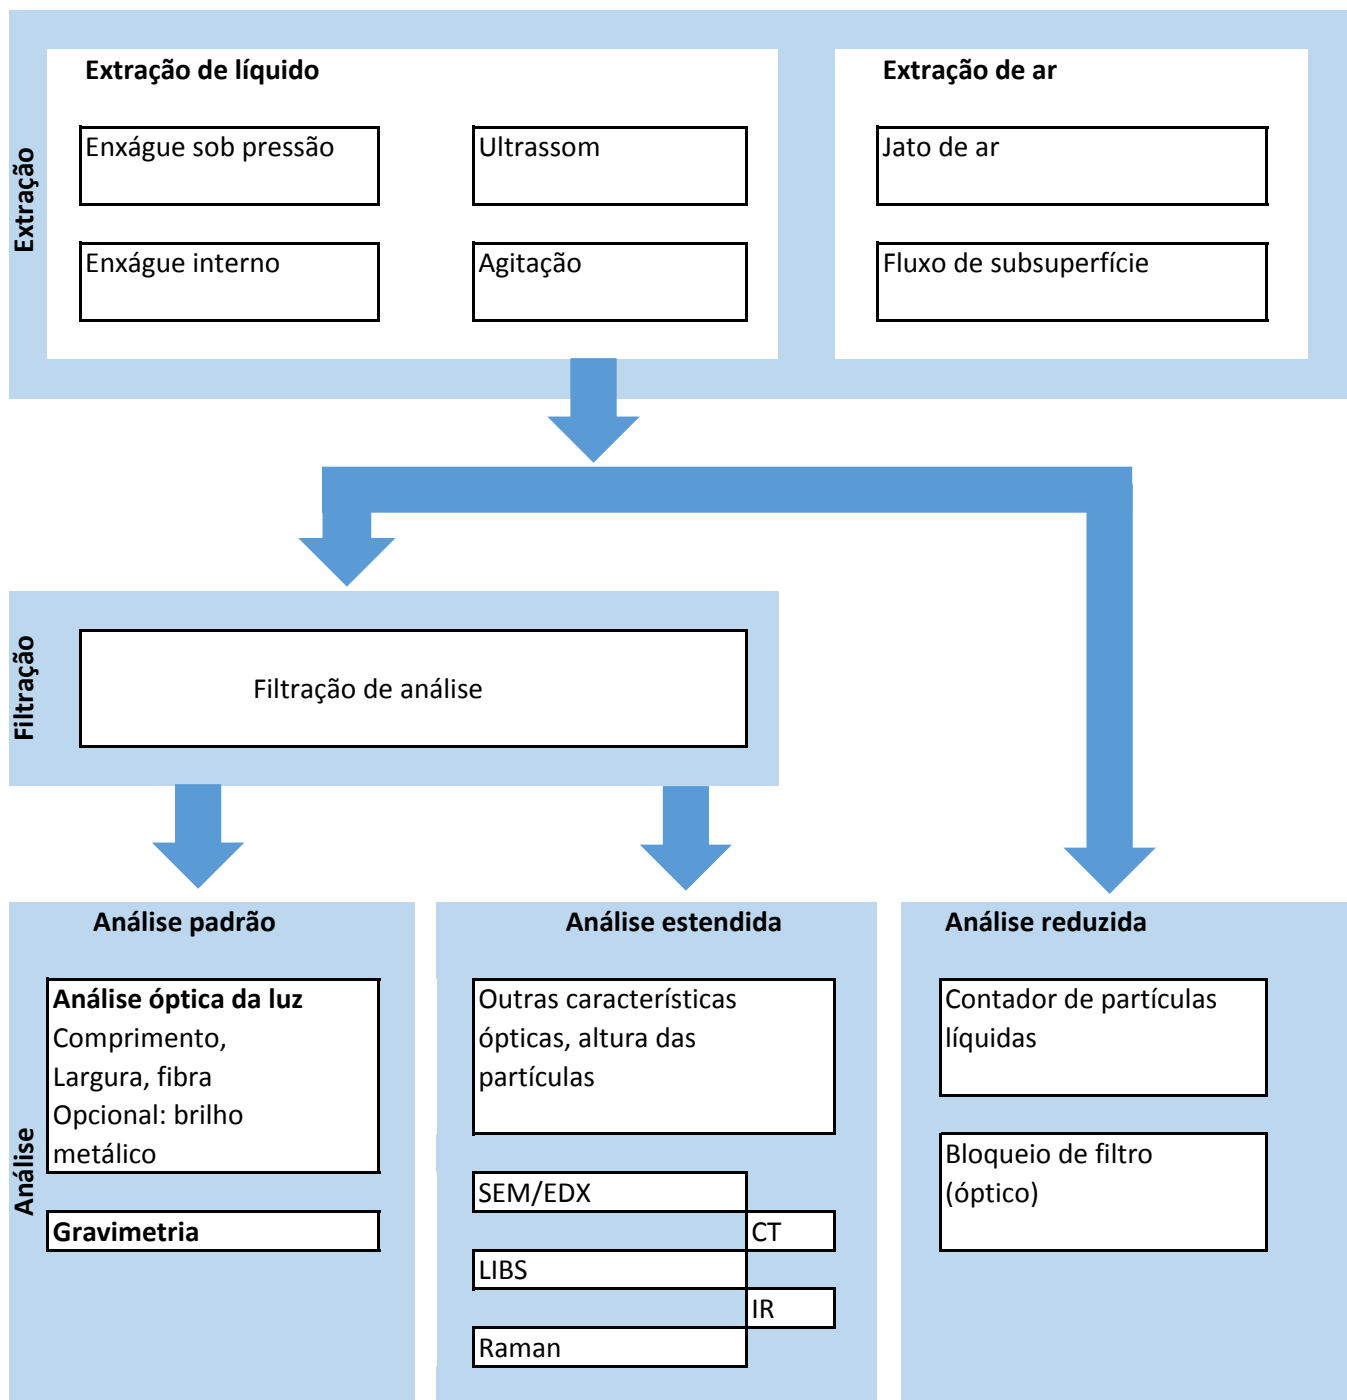 Extração
Extração de líquido
Enxágue sob pressão
Ultrassom
Enxágue interno
Agitação
Extração de ar
Jato de ar
Fluxo de subsuperfície
Filtração
Filtração de análise
Análise
Análise padrão
Análise óptica da luz
Comprimento,
Largura, fibra
Opcional: brilho
metálico
Gravimetria
Análise estendida
Outras característicás
ópticas, altura das
partículas
SEM/EDX
CT
LIBS
IR
Raman
Análise reduzida
Contador de partículas
líquidas
Bloqueio de filtro
(óptico)